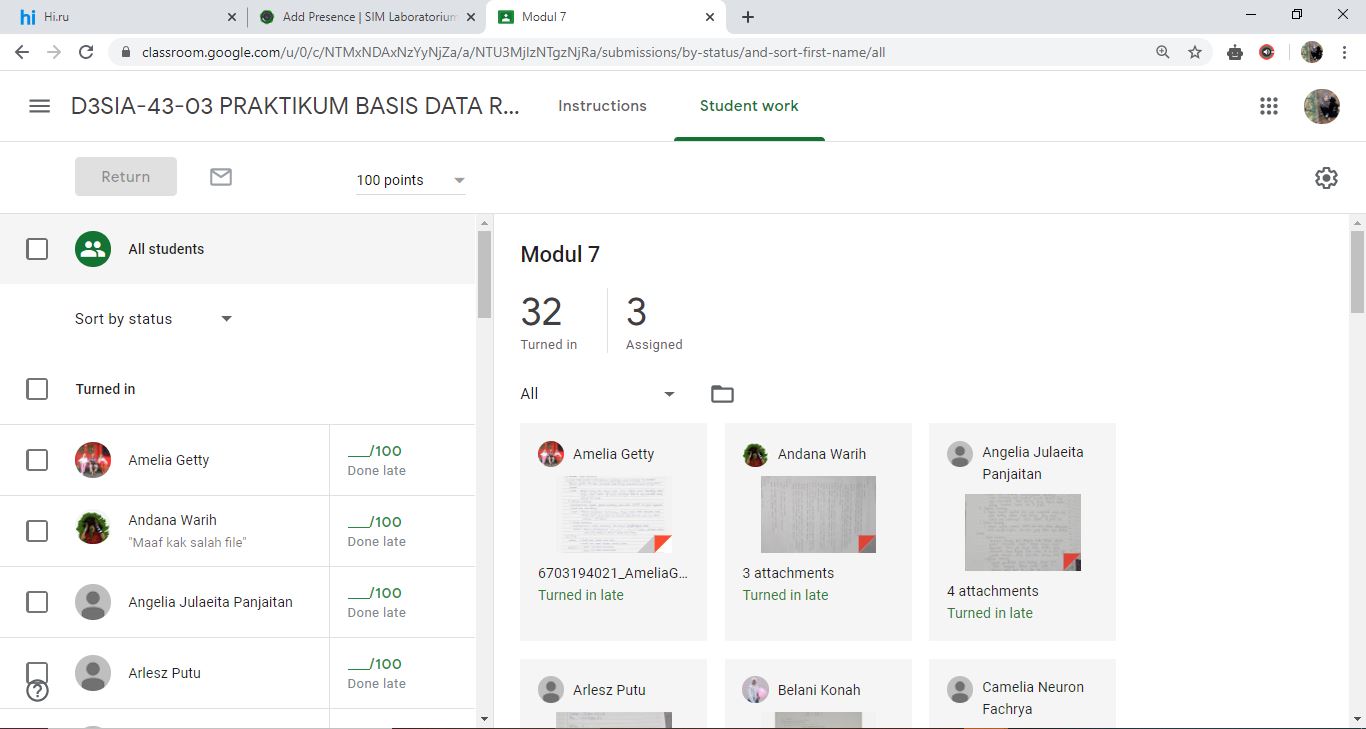 Hi.ru
Add Presence | SIM Laboratorium
Modul 7
classroom.google.com/u/0/c/NTMxNDAxNzYyNjZa/a/NTU3MjIzNTgzNjRa/submissions/by-status/and-sort-first-name/all
D3SIA-43-03 PRAKTIKUM BASIS DATA R...
Instructions
Student work
Return
100 points
All students
Sort by status
Turned in
Amelia Getty
___/100
Done late
Andana Warih
"Maaf kak salah file"
___/100
Done late
Angelia Julaeita Panjaitan
___/100
Done late
Arlesz Putu
___/100
Done late
Modul 7
32
Turned in
3
Assigned
All
Amelia Getty
6703194021_AmeliaG...
Turned in late
Andana Warih
3 attachments
Turned in late
Angelia Julaeita
Panjaitan
4 attachments
Turned in late
Arlesz Putu
Belani Konah
Camelia Neuron
Fachrya